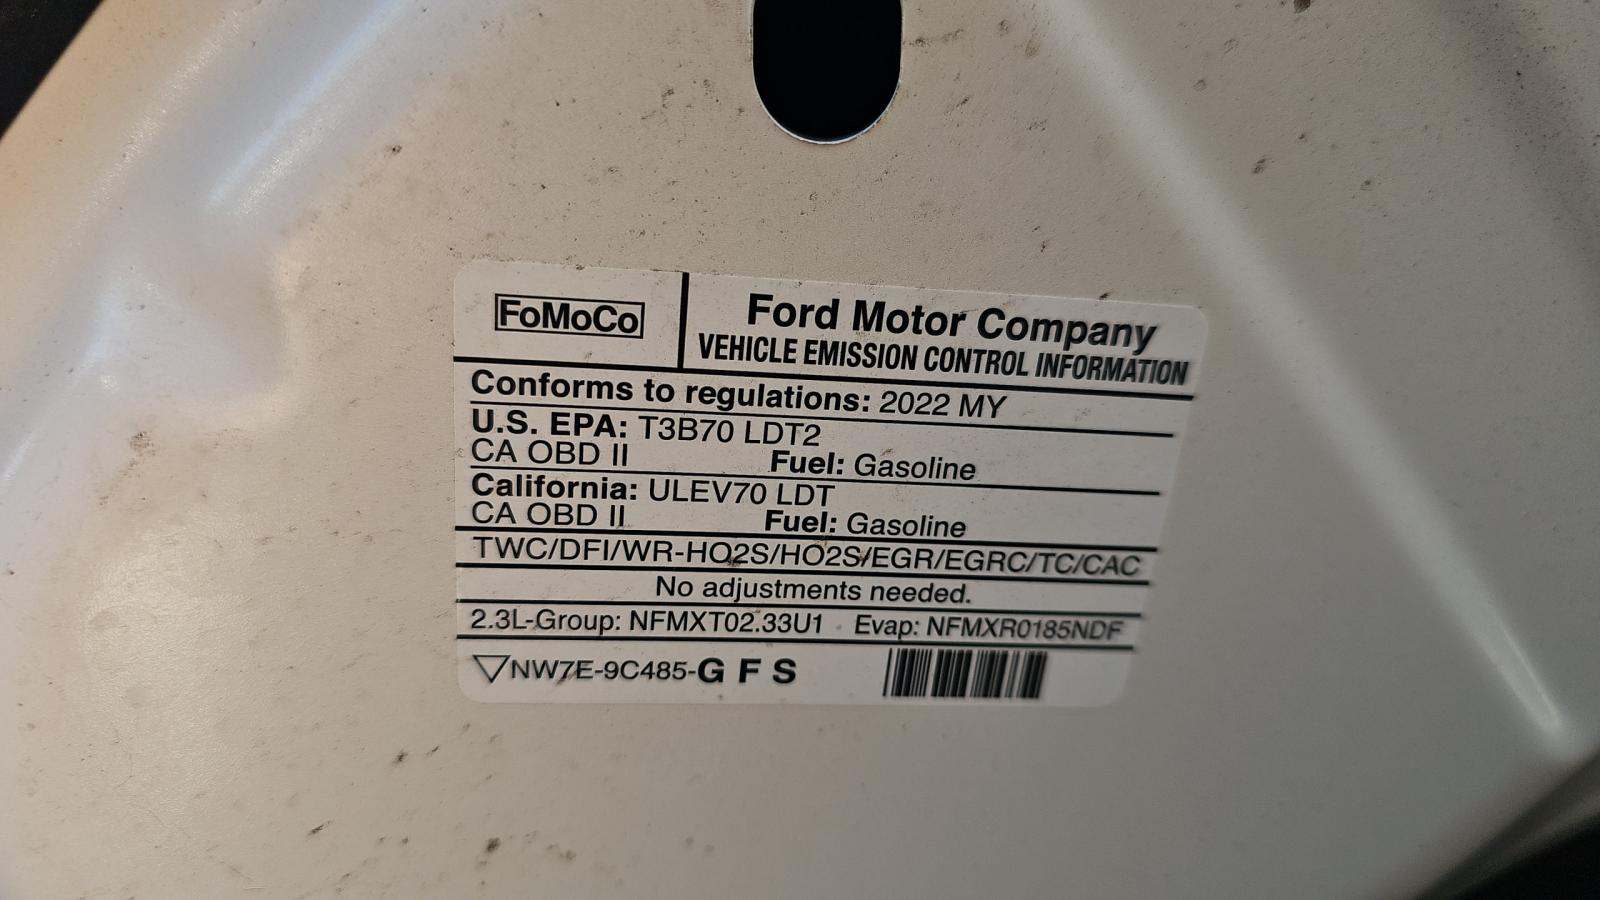 FoMoCo
Ford Motor Company
VEHICLE EMISSION CONTROL INFORMATION
Conforms to regulations: 2022 MY
U.S. EPA: T3B70 LDT2
CA OBD II Fuel: Gasoline
California: ULEV70 LDT
CA OBD II Fuel: Gasoline
TWC/DFI/WR-HO2S/HO2S/EGR/EGRC/TC/CAC
No adjustments needed.
2.3L-Group: NFMXT02.33U1 Evap: NFMXR0185NDF
NW7E-9C485-G F S